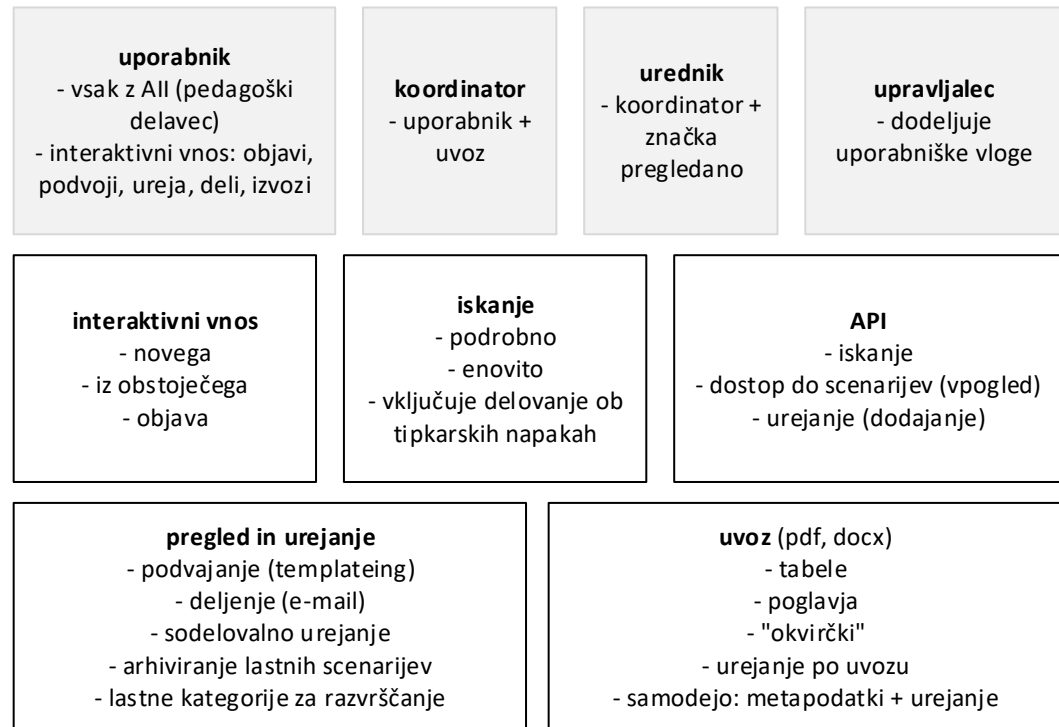 uporabnik
- vsak z AII (pedagoški
delavec)
- interaktivni vnos: objavi,
podvoji, ureja, deli, izvozi
koordinator
- uporabnik +
uvoz
urednik
- koordinator +
značka
pregledano
upravljalec
- dodeljuje
uporabniške vloge
interaktivni vnos
- novega
- iz obstoječega
- objava
iskanje
- podrobno
- enovito
- vključuje delovanje ob
tipkarskih napakah
API
- iskanje
- dostop do scenarijev (vpogled)
- urejanje (dodajanje)
pregled in urejanje
- podvajanje (templateing)
- deljenje (e-mail)
- sodelovalno urejanje
- arhiviranje lastnih scenarijev
- lastne kategorije za razvrščanje
uvoz (pdf, docx)
- tabele
- poglavja
- "okvirčki"
- urejanje po uvozu
- samodejo: metapodatki + urejanje